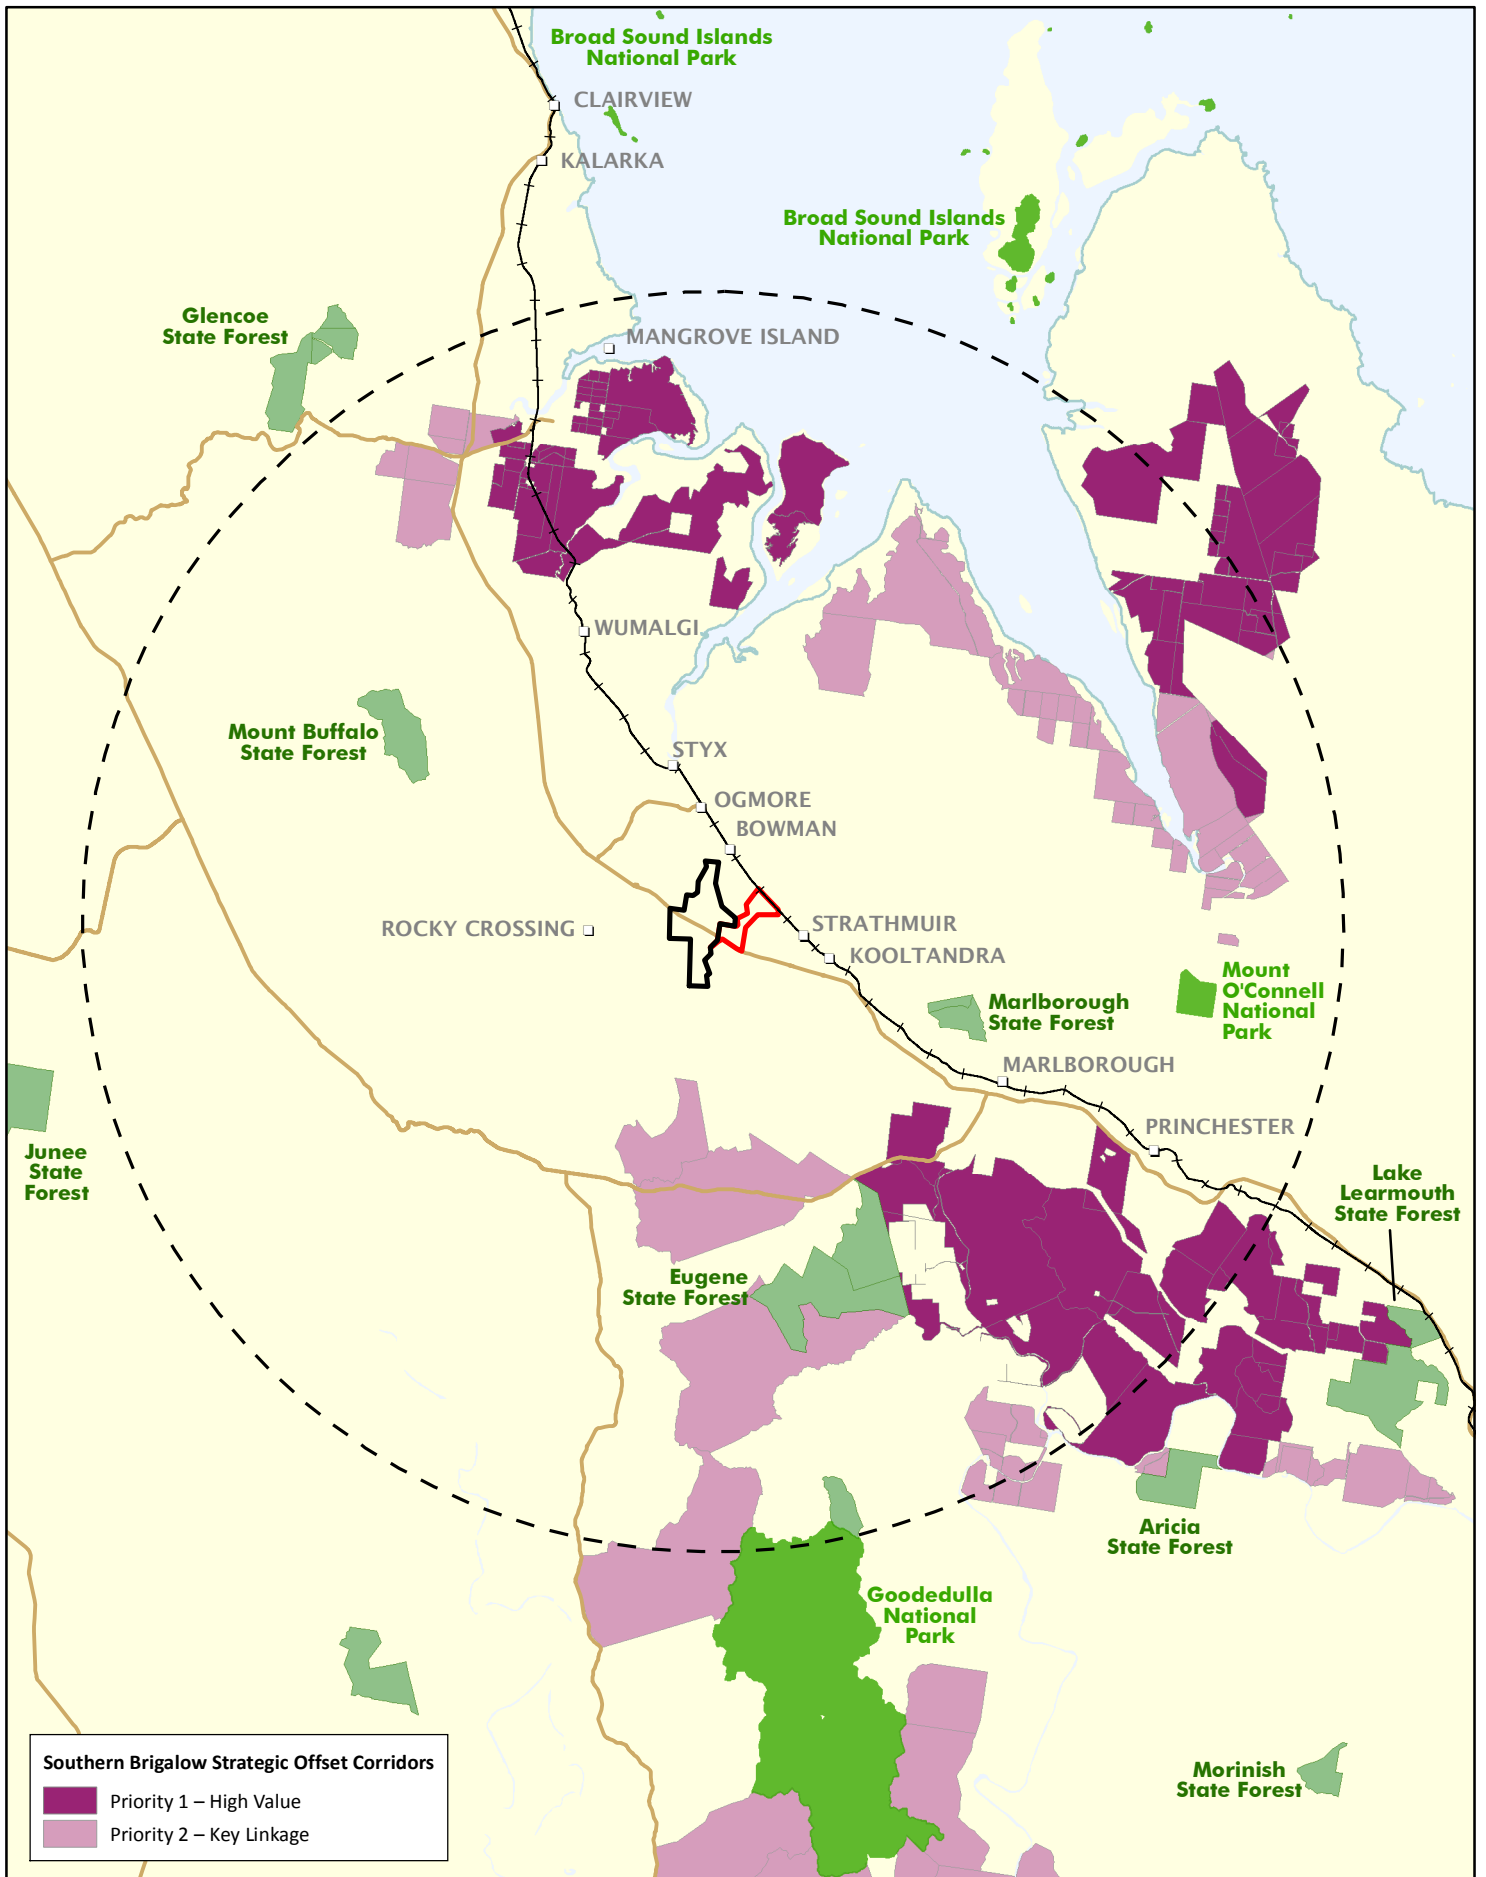 Broad Sound Islands
National Park
CLAIRVIEW
KALARKA
Broad Sound Islands
National Park
Glencoe
State Forest
MANGROVE ISLAND
WUMALGI
Mount Buffalo
State Forest
STYX
OGMORE
BOWMAN
ROCKY CROSSING
STRATHMUIR
KOOLTANDRA
Mount
O'Connell
National
Park
Marlborough
State Forest
MARLBOROUGH
PRINCHESTER
Junee
State
Forest
Lake
Learmouth
State Forest
Eugene
State Forest
Aricia
State Forest
Goodedulla
National
Park
Morinish
State Forest
Southern Brigalow Strategic Offset Corridors
Priority 1 – High Value
Priority 2 – Key Linkage